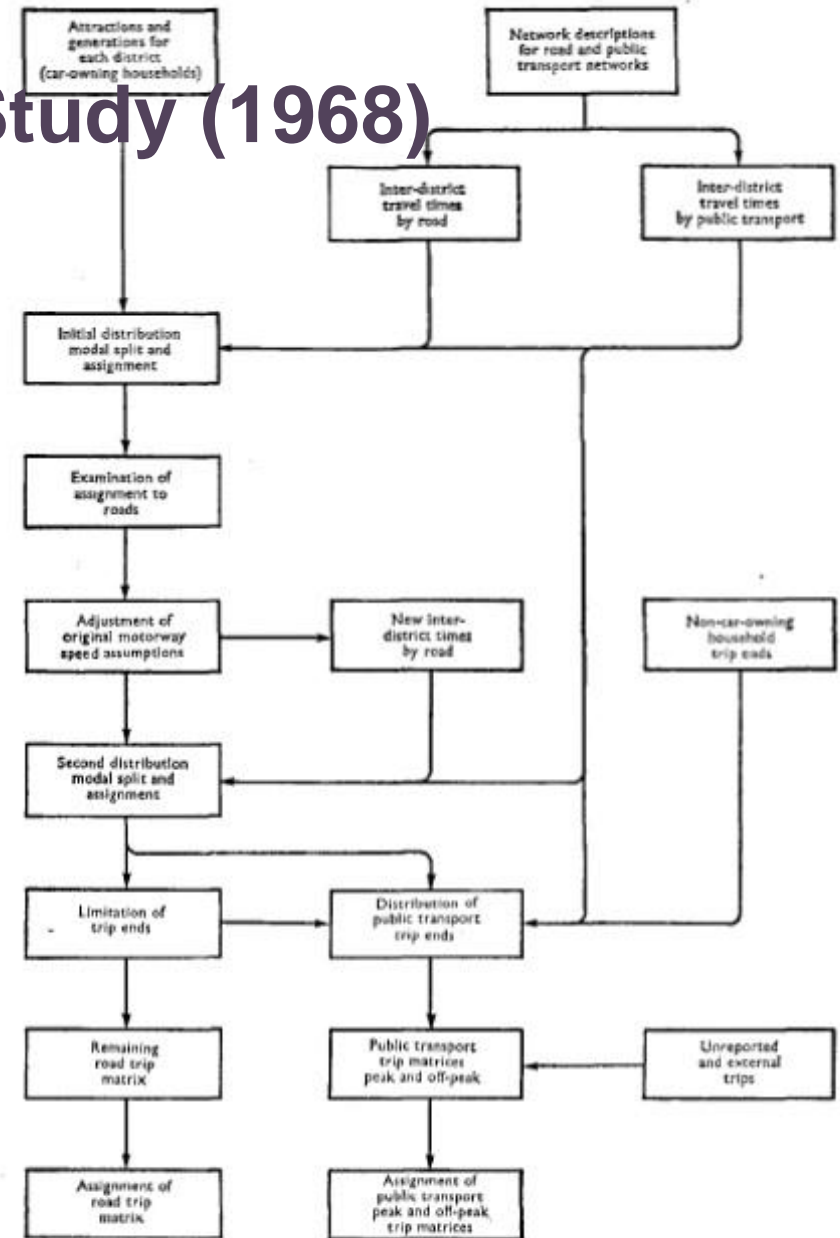 Study (1968)
Attractions and
generations for
each district
(car-owning households)
Network descriptions
for road and public
transport networks
Inter-district
travel times
by road
Inter-district
travel times
by public transport
Initial distribution
modal split and
assignment
Examination of
assignment to
roads
Adjustment of
original motorway
speed assumptions
New inter-
district times
by road
Non-car-owning
household
trip ends
Second distribution
modal split and
assignment
Limitation of
trip ends
Distribution of
public transport
trip ends
Remaining
road trip
matrix
Public transport
trip matrices
peak and off-peak
Unreported
and external
trips
Assignment of
road trip
matrix
Assignment of
public transport
peak and off-peak
trip matrices